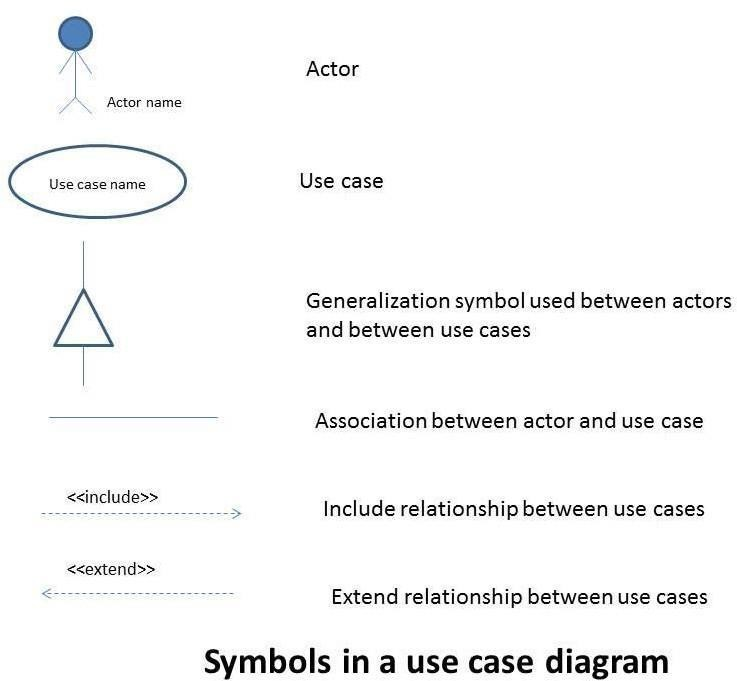 Actor
Actor name
Use case name
Use case
Generalization symbol used between actors
and between use cases
Association between actor and use case
<<include>>
Include relationship between use cases
<<extend>>
Extend relationship between use cases
Symbols in a use case diagram